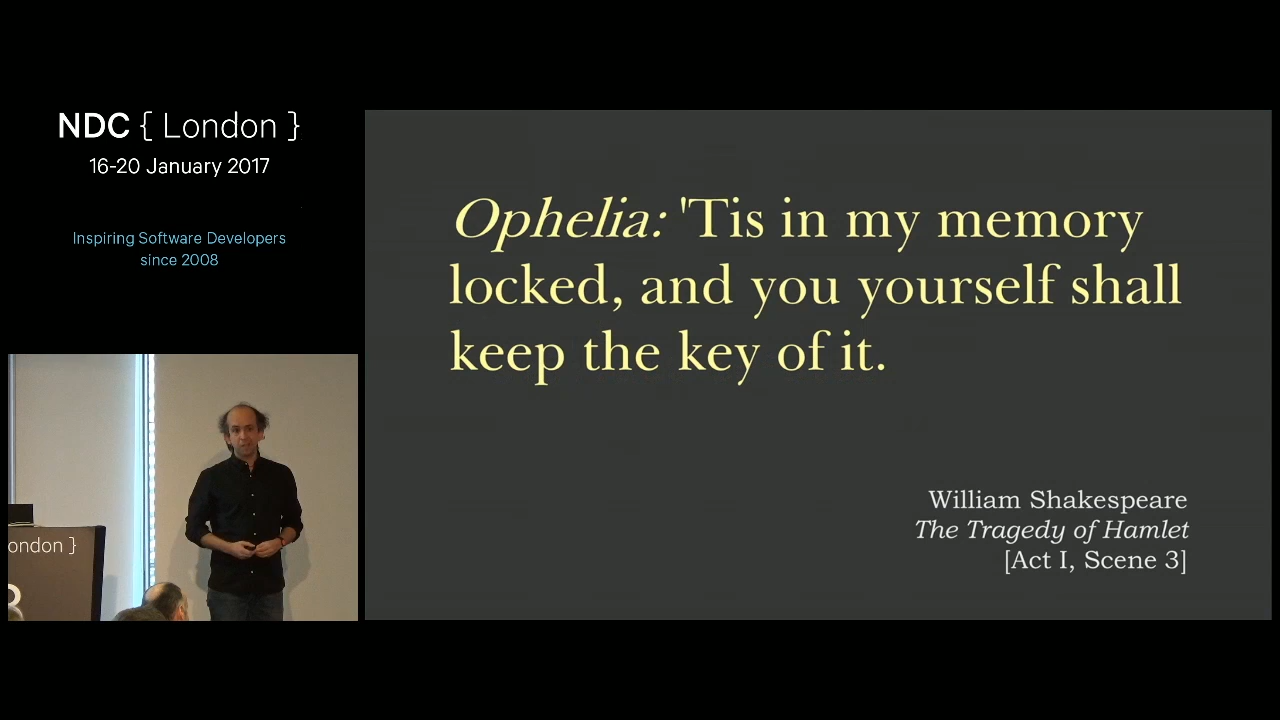 NDC { London }
16-20 January 2017
Inspiring Software Developers
since 2008
Ophelia: 'Tis in my memory
locked, and you yourself shall
keep the key of it.
William Shakespeare
The Tragedy of Hamlet
[Act I, Scene 3]
ondon }